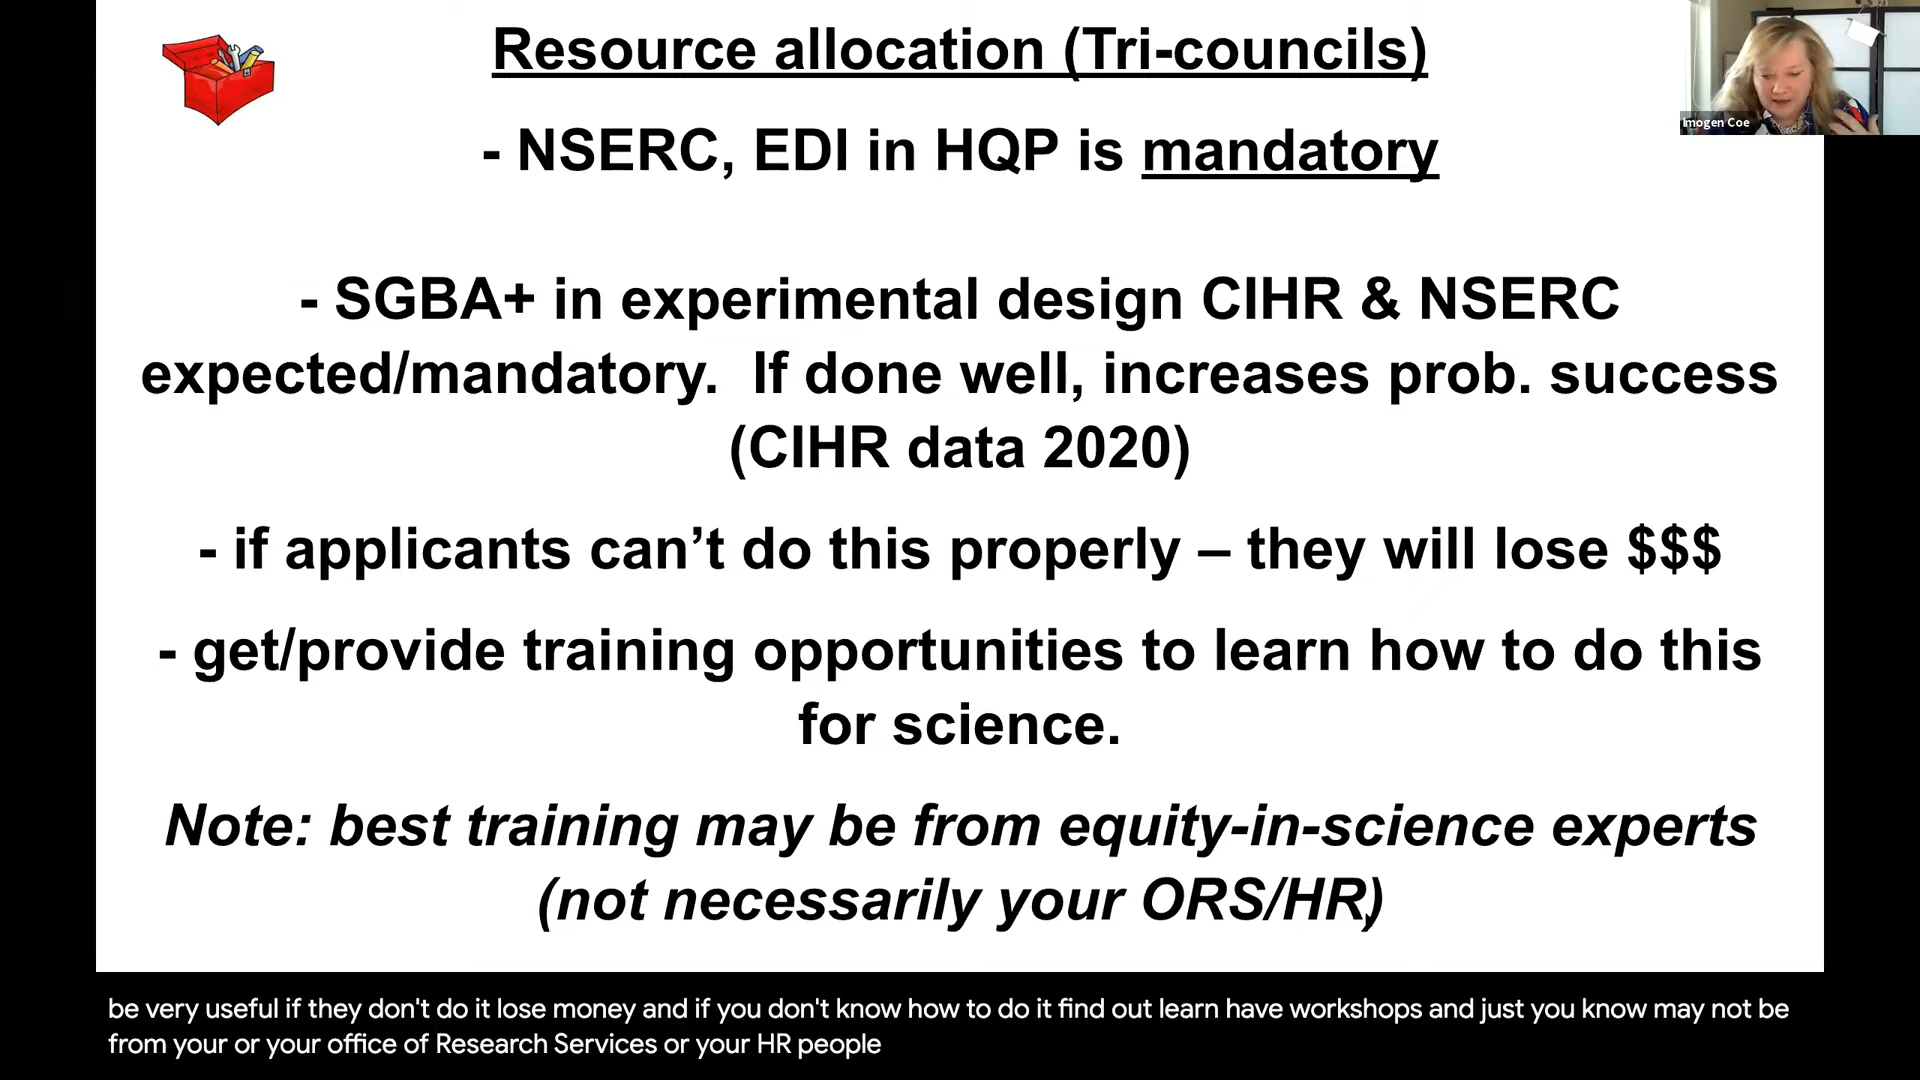 Resource allocation (Tri-councils)
- NSERC, EDI in HQP is mandatory
- SGBA+ in experimental design CIHR & NSERC
expected/mandatory.  If done well, increases prob. success
(CIHR data 2020)
- if applicants can’t do this properly – they will lose $$$
- get/provide training opportunities to learn how to do this
for science.
Note: best training may be from equity-in-science experts
(not necessarily your ORS/HR)
Imogen Coe
be very useful if they don't do it lose money and if you don't know how to do it find out learn have workshops and just you know may not be
from your or your office of Research Services or your HR people